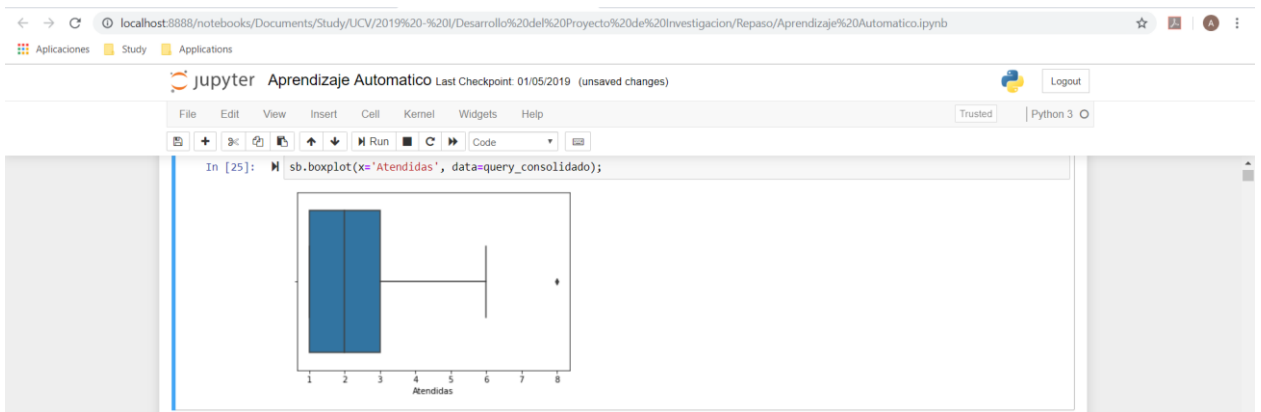 localhost:8888/notebooks/Documents/Study/UCV/2019%20-%20I/Desarrollo%20del%20Proyecto%20de%20Investigacion/Repaso/Aprendizaje%20Automatico.ipynb
A
Aplicaciones Study Applications
Jupyter Aprendizaje Automatico Last Checkpoint: 01/05/2019 (unsaved changes) Logout
File Edit View Insert Cell Kernel Widgets Help Trusted Python 3
Run Code
In [25]: sb.boxplot(x='Atendidas', data=query_consolidado);
1 2 3 4 5 6 7 8
Atendidas